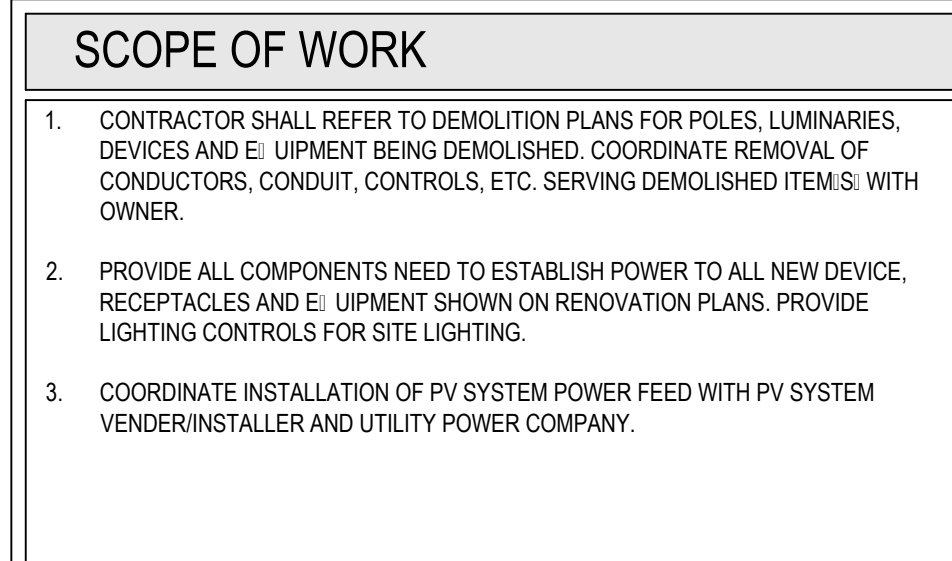 SCOPE OF WORK
1. CONTRACTOR SHALL REFER TO DEMOLITION PLANS FOR POLES, LUMINARIES,
DEVICES AND E▯ UIPMENT BEING DEMOLISHED. COORDINATE REMOVAL OF
CONDUCTORS, CONDUIT, CONTROLS, ETC. SERVING DEMOLISHED ITEM▯S▯ WITH
OWNER.
2. PROVIDE ALL COMPONENTS NEED TO ESTABLISH POWER TO ALL NEW DEVICE,
RECEPTACLES AND E▯ UIPMENT SHOWN ON RENOVATION PLANS. PROVIDE
LIGHTING CONTROLS FOR SITE LIGHTING.
3. COORDINATE INSTALLATION OF PV SYSTEM POWER FEED WITH PV SYSTEM
VENDER/INSTALLER AND UTILITY POWER COMPANY.